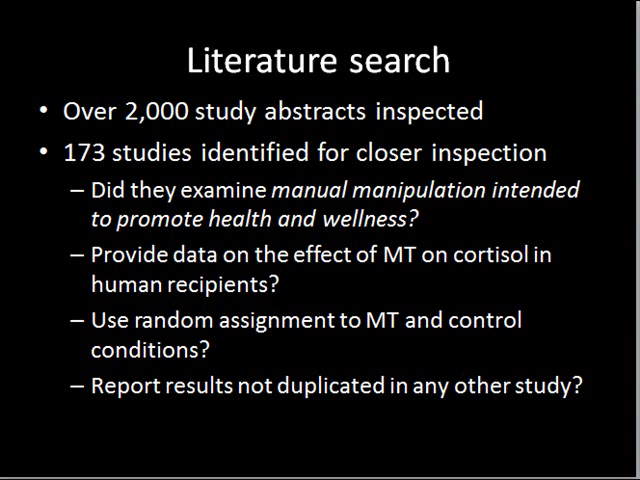 Literature search
• Over 2,000 study abstracts inspected
• 173 studies identified for closer inspection
– Did they examine manual manipulation intended
to promote health and wellness?
– Provide data on the effect of MT on cortisol in
human recipients?
– Use random assignment to MT and control
conditions?
– Report results not duplicated in any other study?